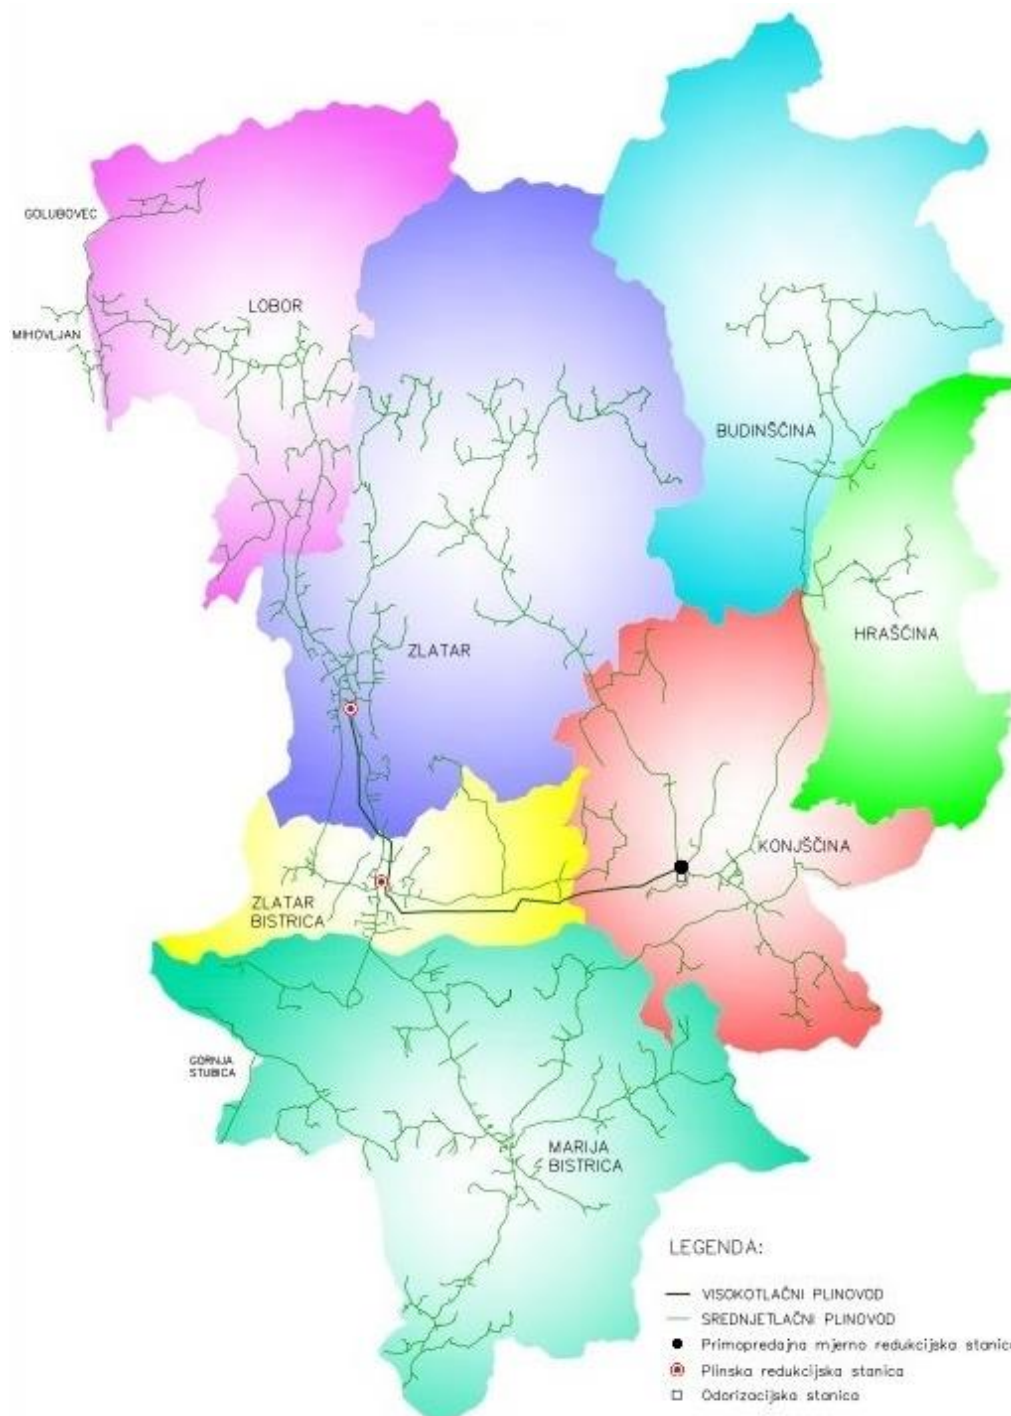 GOLUBOVEC
LOBOR
MIHOVLJAN
BUDINŠČINA
HRAŠČINA
ZLATAR
KONJŠČINA
ZLATAR
BISTRICA
GORNJA
STUBICA
MARIJA
BISTRICA
LEGENDA:
VISOKOTLAČNI PLINOVOD
SREDNJETLAČNI PLINOVOD
Primopredajna mjerno redukcijska stanica
Plinska redukcijska stanica
Odorizacijska stanica